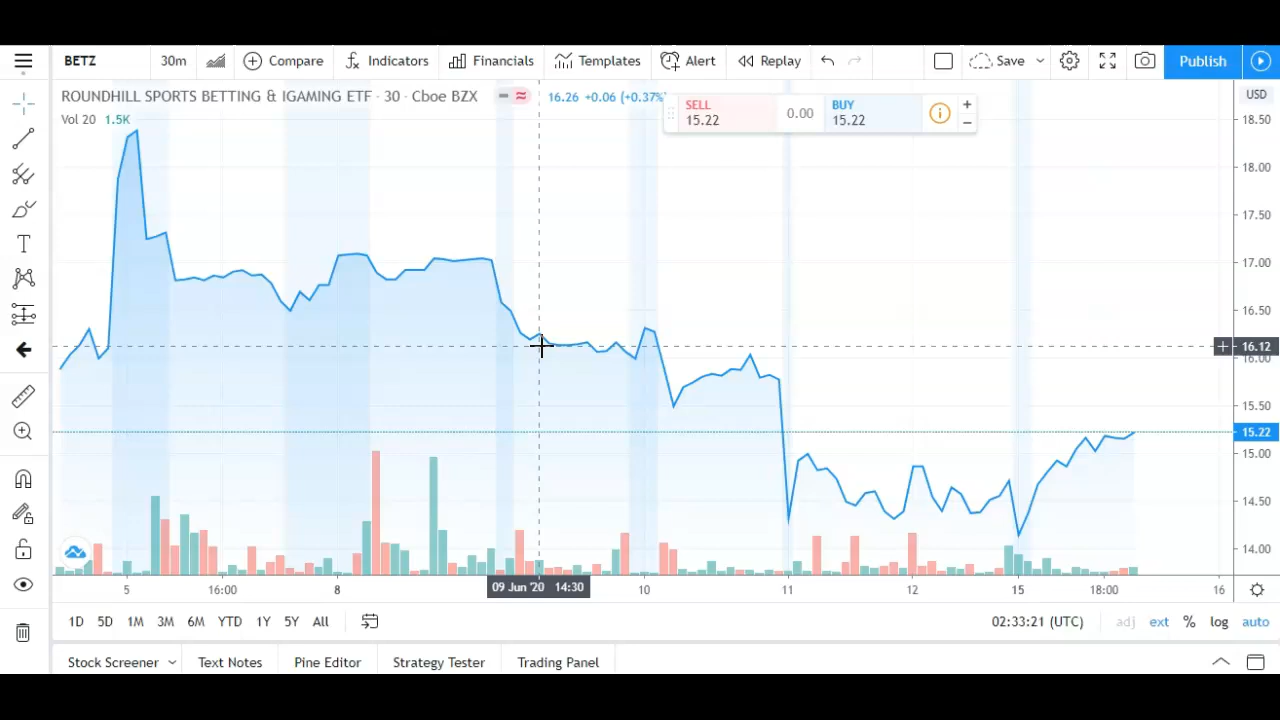 BETZ 30m Compare Indicators Financials Templates Alert Replay Save Publish
ROUNDHILL SPORTS BETTING & IGAMING ETF · 30 · Cboe BZX 16.26 +0.06 (+0.37%) USD
SELL 15.22 0.00 BUY 15.22
Vol 20 1.5K
18.50
18.00
17.50
17.00
16.50
16.12
16.00
15.50
15.22
15.00
14.50
14.00
09 Jun '20 14:30
5 16:00 8 10 11 12 15 18:00 16
1D 5D 1M 3M 6M YTD 1Y 5Y All 02:33:21 (UTC) adj ext % log auto
Stock Screener Text Notes Pine Editor Strategy Tester Trading Panel